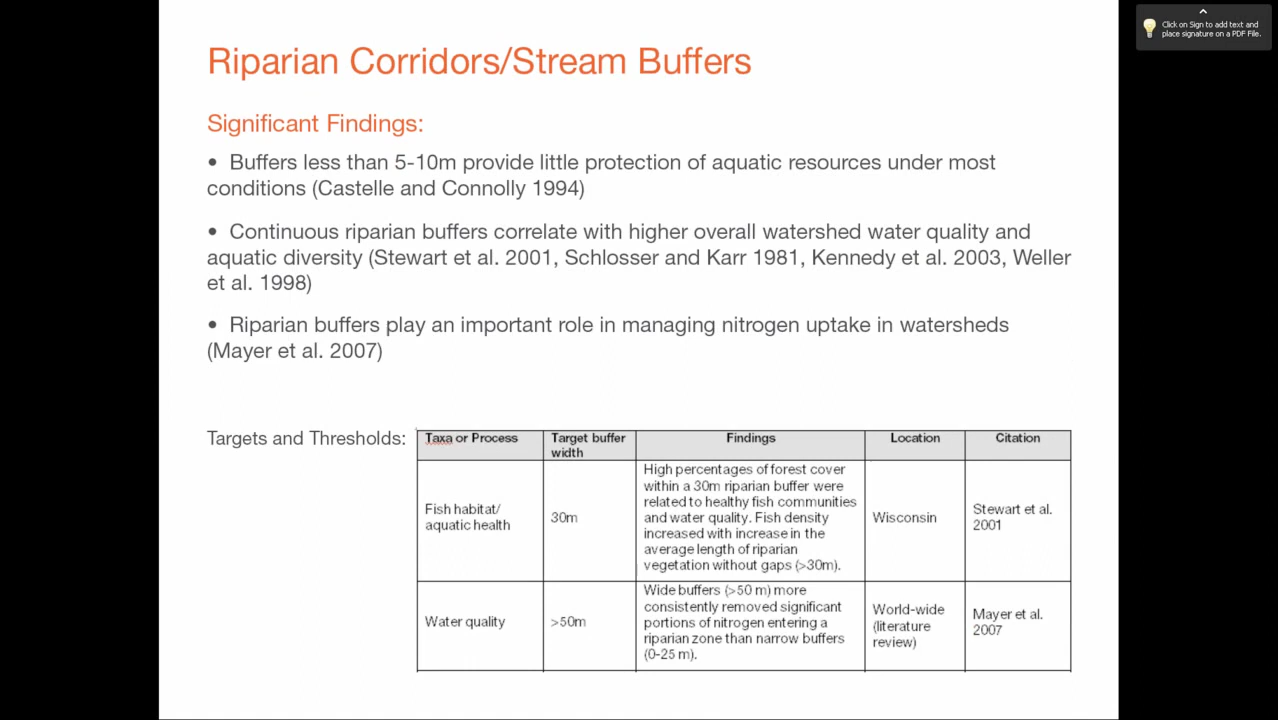 Riparian Corridors/Stream Buffers
Significant Findings:
• Buffers less than 5-10m provide little protection of aquatic resources under most
conditions (Castelle and Connolly 1994)
• Continuous riparian buffers correlate with higher overall watershed water quality and
aquatic diversity (Stewart et al. 2001, Schlosser and Karr 1981, Kennedy et al. 2003, Weller
et al. 1998)
• Riparian buffers play an important role in managing nitrogen uptake in watersheds
(Mayer et al. 2007)
Targets and Thresholds:
Taxa or Process
Target buffer
width
Findings
Location
Citation
Fish habitat/
aquatic health
30m
High percentages of forest cover
within a 30m riparian buffer were
related to healthy fish communities
and water quality. Fish density
increased with increase in the
average length of riparian
vegetation without gaps (>30m).
Wisconsin
Stewart et al.
2001
Water quality
>50m
Wide buffers (>50 m) more
consistently removed significant
portions of nitrogen entering a
riparian zone than narrow buffers
(0-25 m).
World-wide
(literature
review)
Mayer et al.
2007
Click on Sign to add text and
place signature on a PDF File.